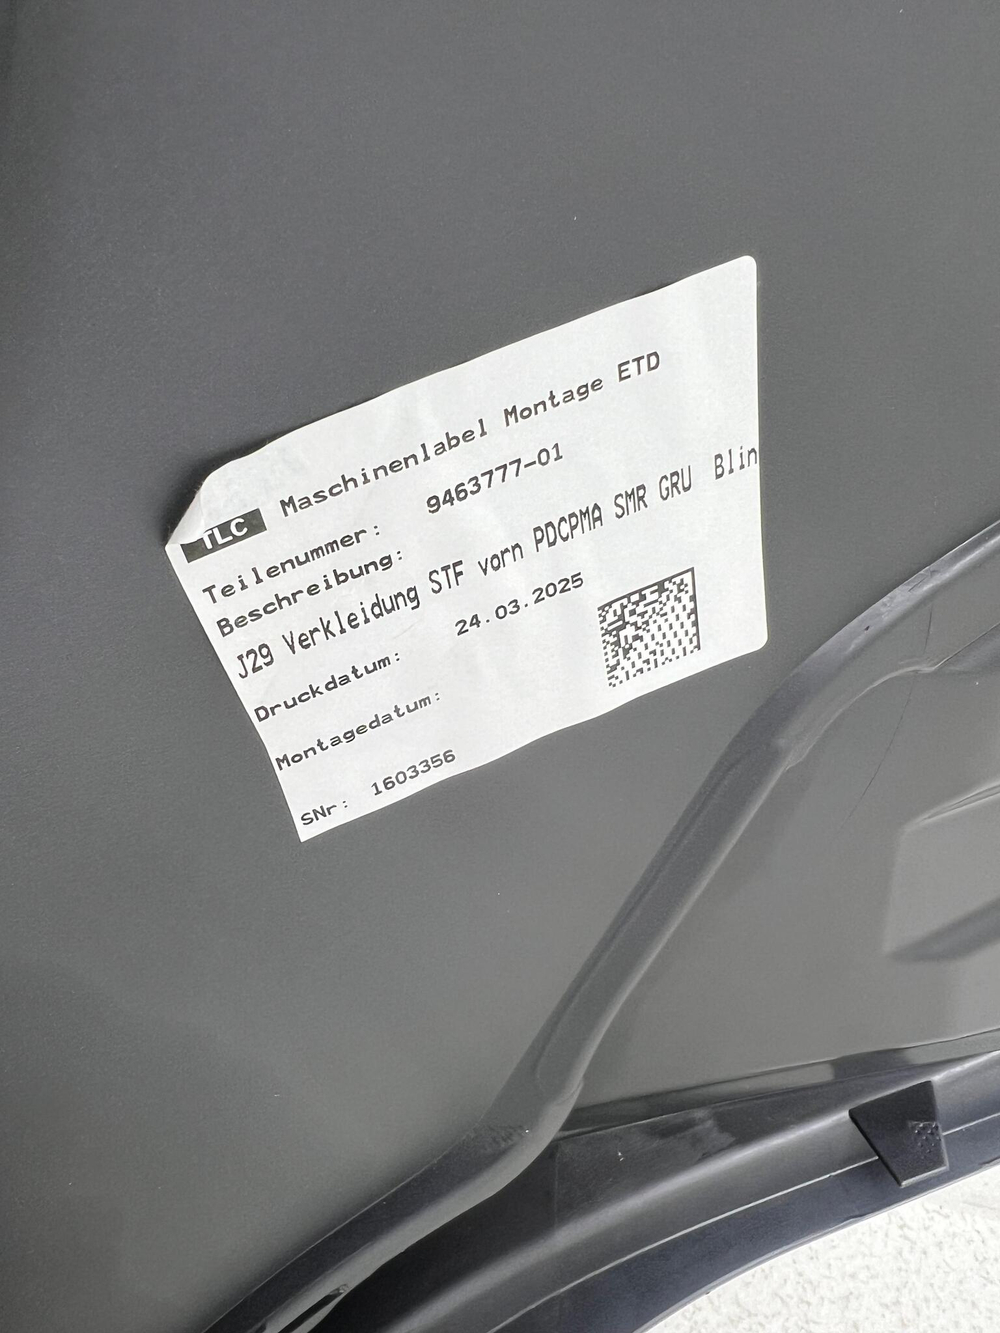 TLC Maschinenlabel Montage ETD
Teilenummer: 9463777-01
Beschreibung:
J29 Verkleidung STF vorn PDCPMA SMR GRU Blin
Druckdatum: 24.03.2025
Montagedatum:
SNr: 1603356